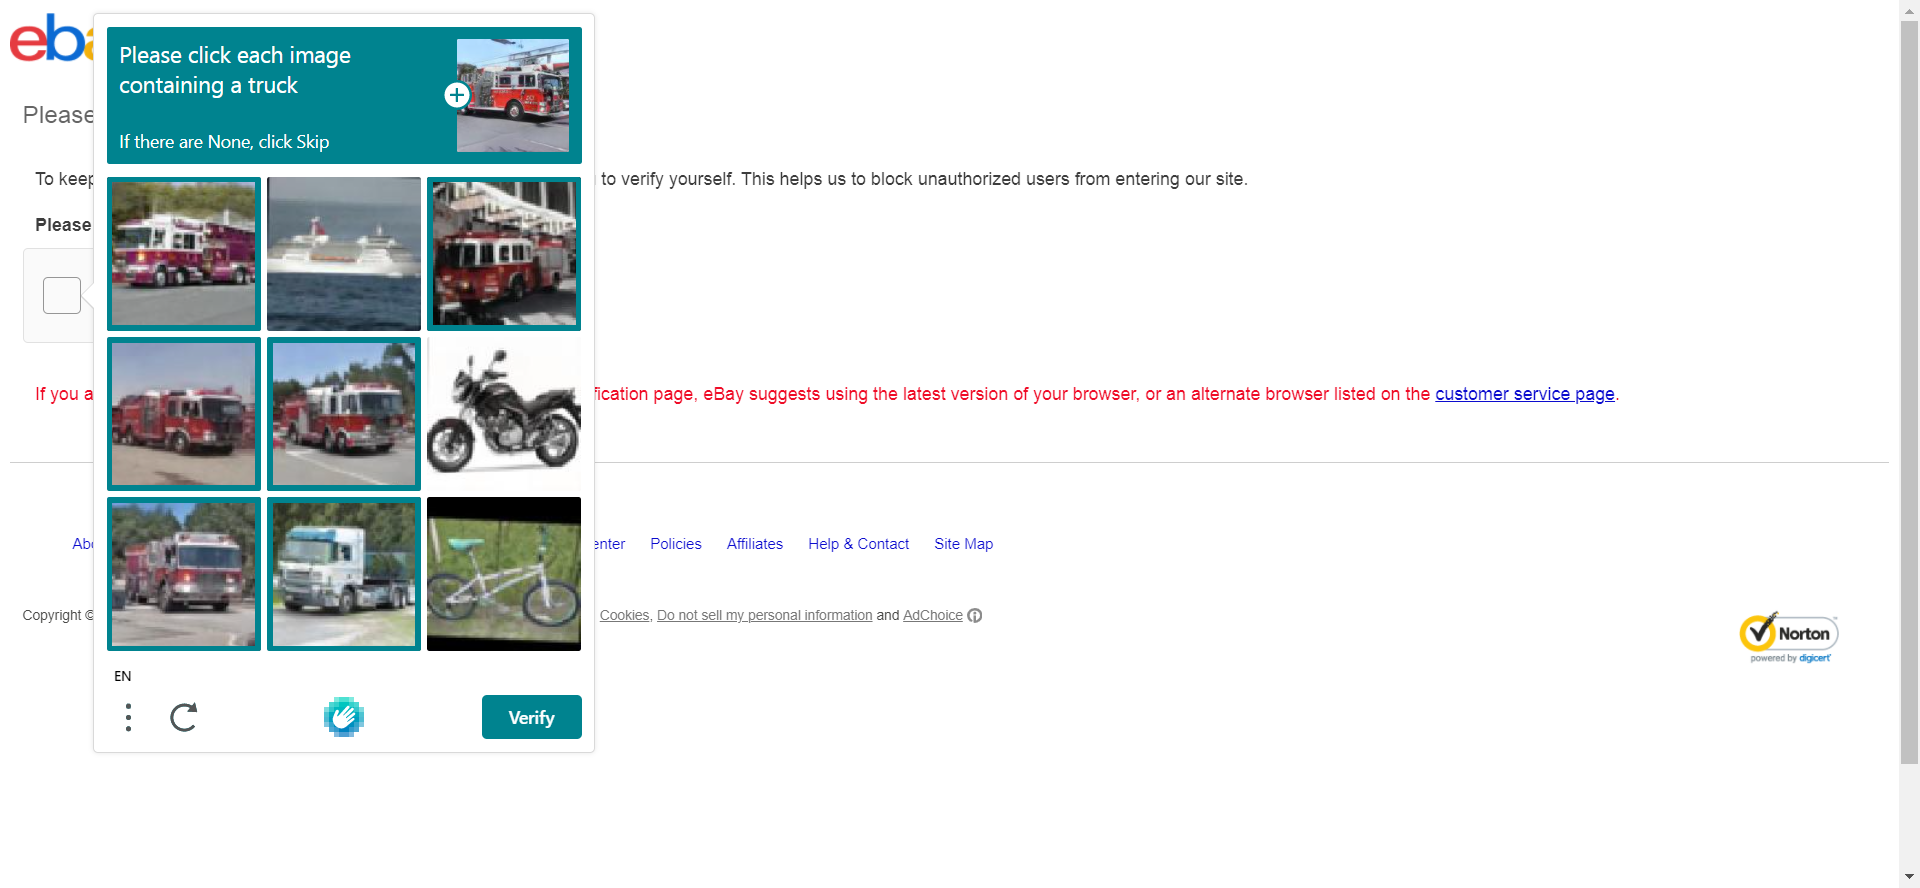 eb
Please click each image
containing a truck
If there are None, click Skip
Please
To keep
to verify yourself. This helps us to block unauthorized users from entering our site.
Please
If you a
fication page, eBay suggests using the latest version of your browser, or an alternate browser listed on the customer service page.
Abo
enter Policies Affiliates Help & Contact Site Map
Copyright ©
Cookies, Do not sell my personal information and AdChoice
Norton
powered by digicert
EN
Verify